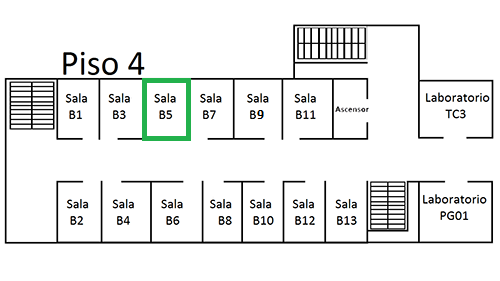 Piso 4
Sala
B1
Sala
B3
Sala
B5
Sala
B7
Sala
B9
Sala
B11
Ascensor
Laboratorio
TC3
Sala
B2
Sala
B4
Sala
B6
Sala
B8
Sala
B10
Sala
B12
Sala
B13
Laboratorio
PG01